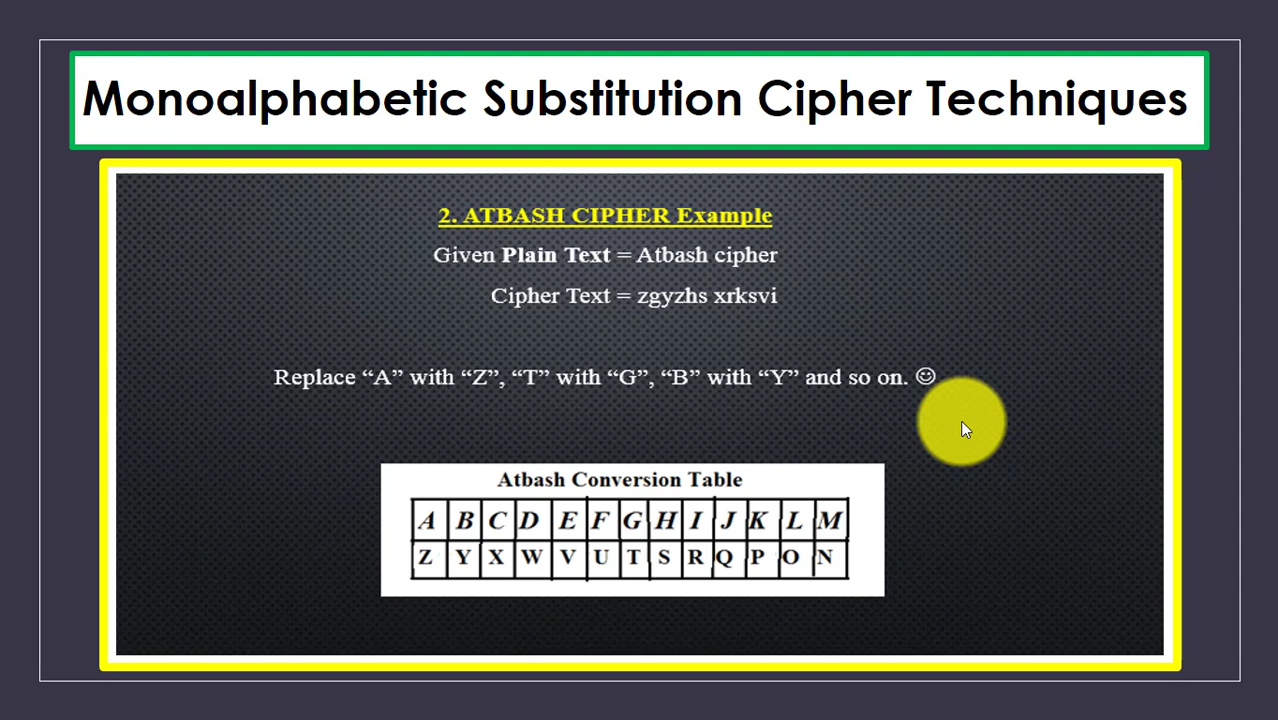 Monoalphabetic Substitution Cipher Techniques
2. ATBASH CIPHER Example
Given Plain Text = Atbash cipher
Cipher Text = zgyzhs xrksvi
Replace “A” with “Z”, “T” with “G”, “B” with “Y” and so on. ☺
Atbash Conversion Table
A B C D E F G H I J K L M
Z Y X W V U T S R Q P O N